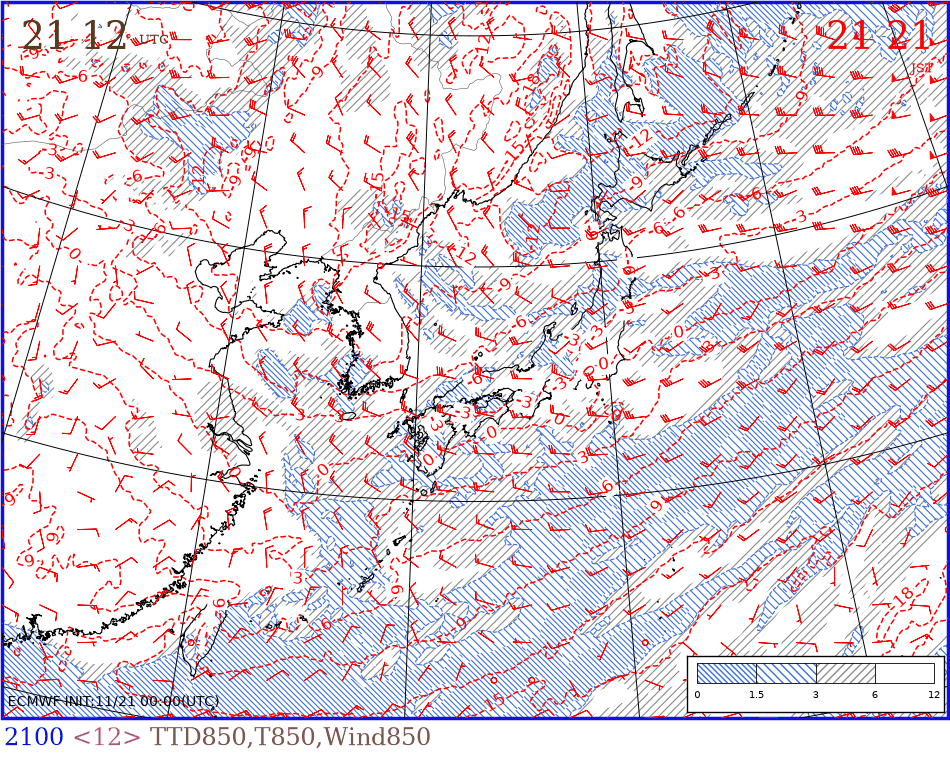 21 12 UTC
21 21
JST
0 1.5 3 6 12
ECMWF INIT:11/21 00:00(UTC)
2100 <12> TTD850,T850,Wind850